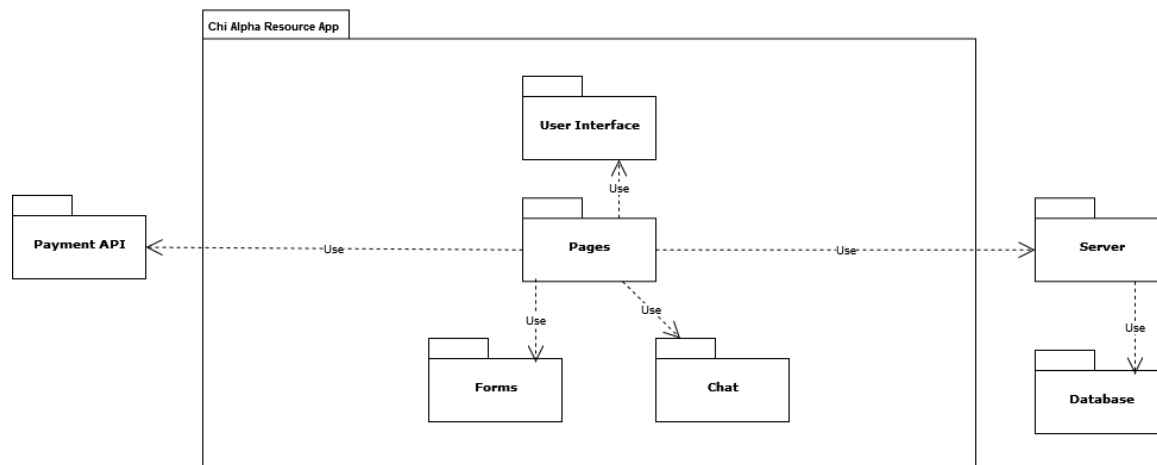 Chi Alpha Resource App
User Interface
Use
Payment API
Use
Pages
Use
Server
Use
Use
Use
Forms
Chat
Database